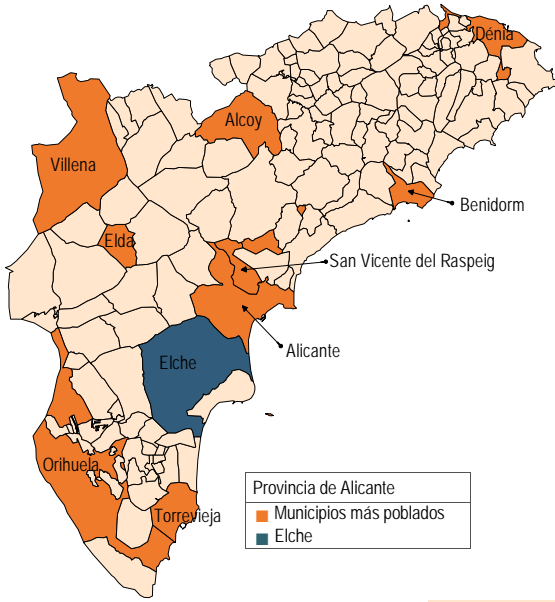 Dénia
Alcoy
Villena
Benidorm
Elda
San Vicente del Raspeig
Alicante
Elche
Orihuela
Torrevieja
Provincia de Alicante
Municipios más poblados
Elche